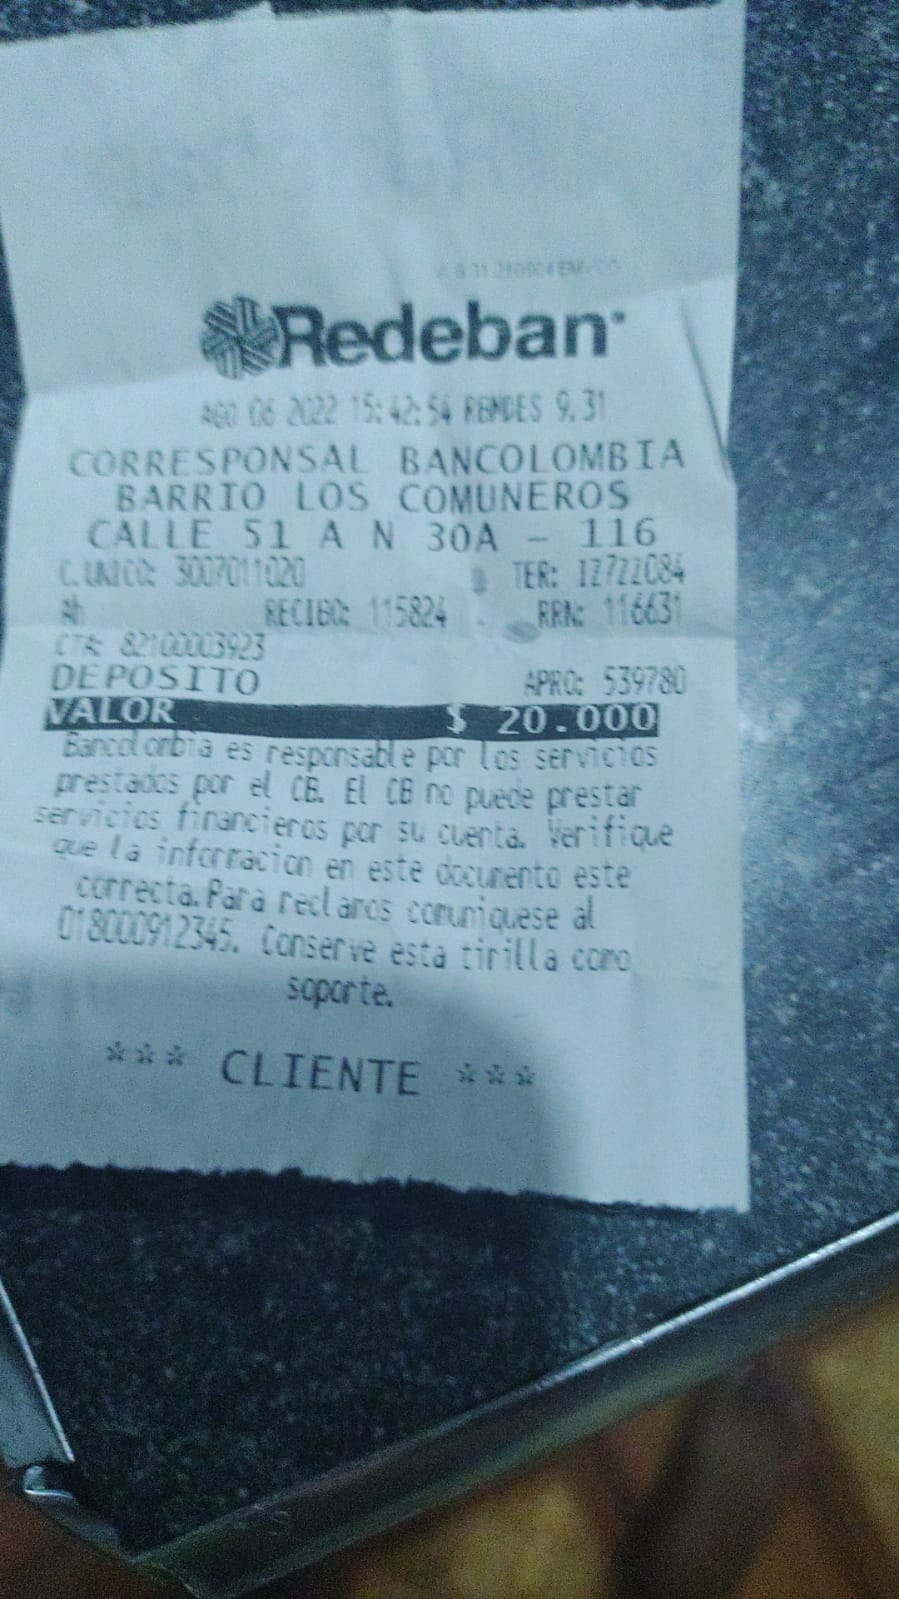 Redeban
AGO 06 2022 15:42:54 RBMDES 9.31
CORRESPONSAL BANCOLOMBIA
BARRIO LOS COMUNEROS
CALLE 51 A N 30A - 116
C. UNICO: 3007011020 TER: 1Z7ZZ084
Ah RECIBO: 115824 RRN: 116631
CTA: 82100003923
DEPOSITO APRO: 539780
VALOR $ 20.000
Bancolombia es responsable por los servicios
prestados por el CB. El CB no puede prestar
servicios financieros por su cuenta. Verifique
que la informacion en este documento este
correcta. Para reclamos comuniquese al
018000912345. Conserve esta tirilla como
soporte.
*** CLIENTE ***